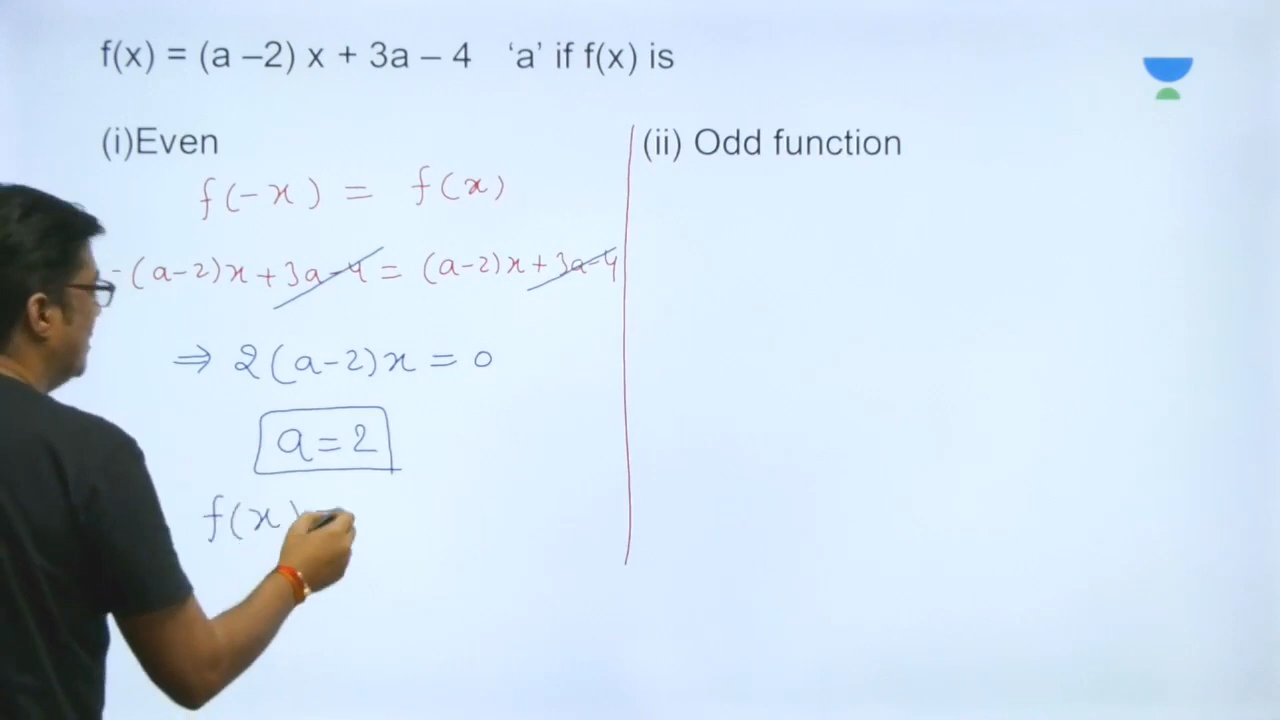 f(x) = (a –2) x + 3a – 4 ‘a’ if f(x) is
(i)Even
f(-x) = f(x)
-(a-2)x+3a-4 = (a-2)x+3a-4
⇒ 2(a-2)x = 0
a=2
f(x) =
(ii) Odd function